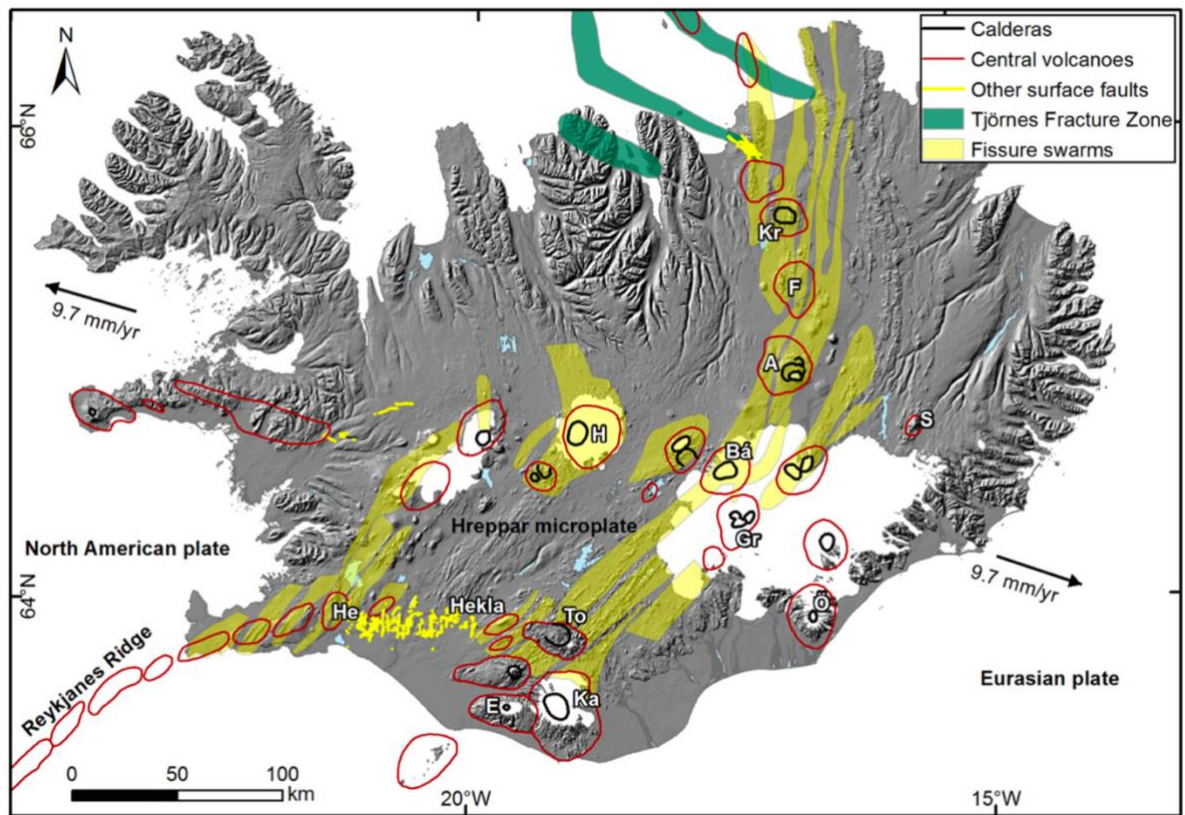 N
Calderas
Central volcanoes
Other surface faults
Tjörnes Fracture Zone
Fissure swarms
66°N
Kr
F
9.7 mm/yr
A
S
H
Bá
Hreppar microplate
North American plate
Gr
9.7 mm/yr
64°N
He
Hekla
To
Ö
Reykjanes Ridge
Eurasian plate
E
Ka
0 50 100
km
20°W
15°W